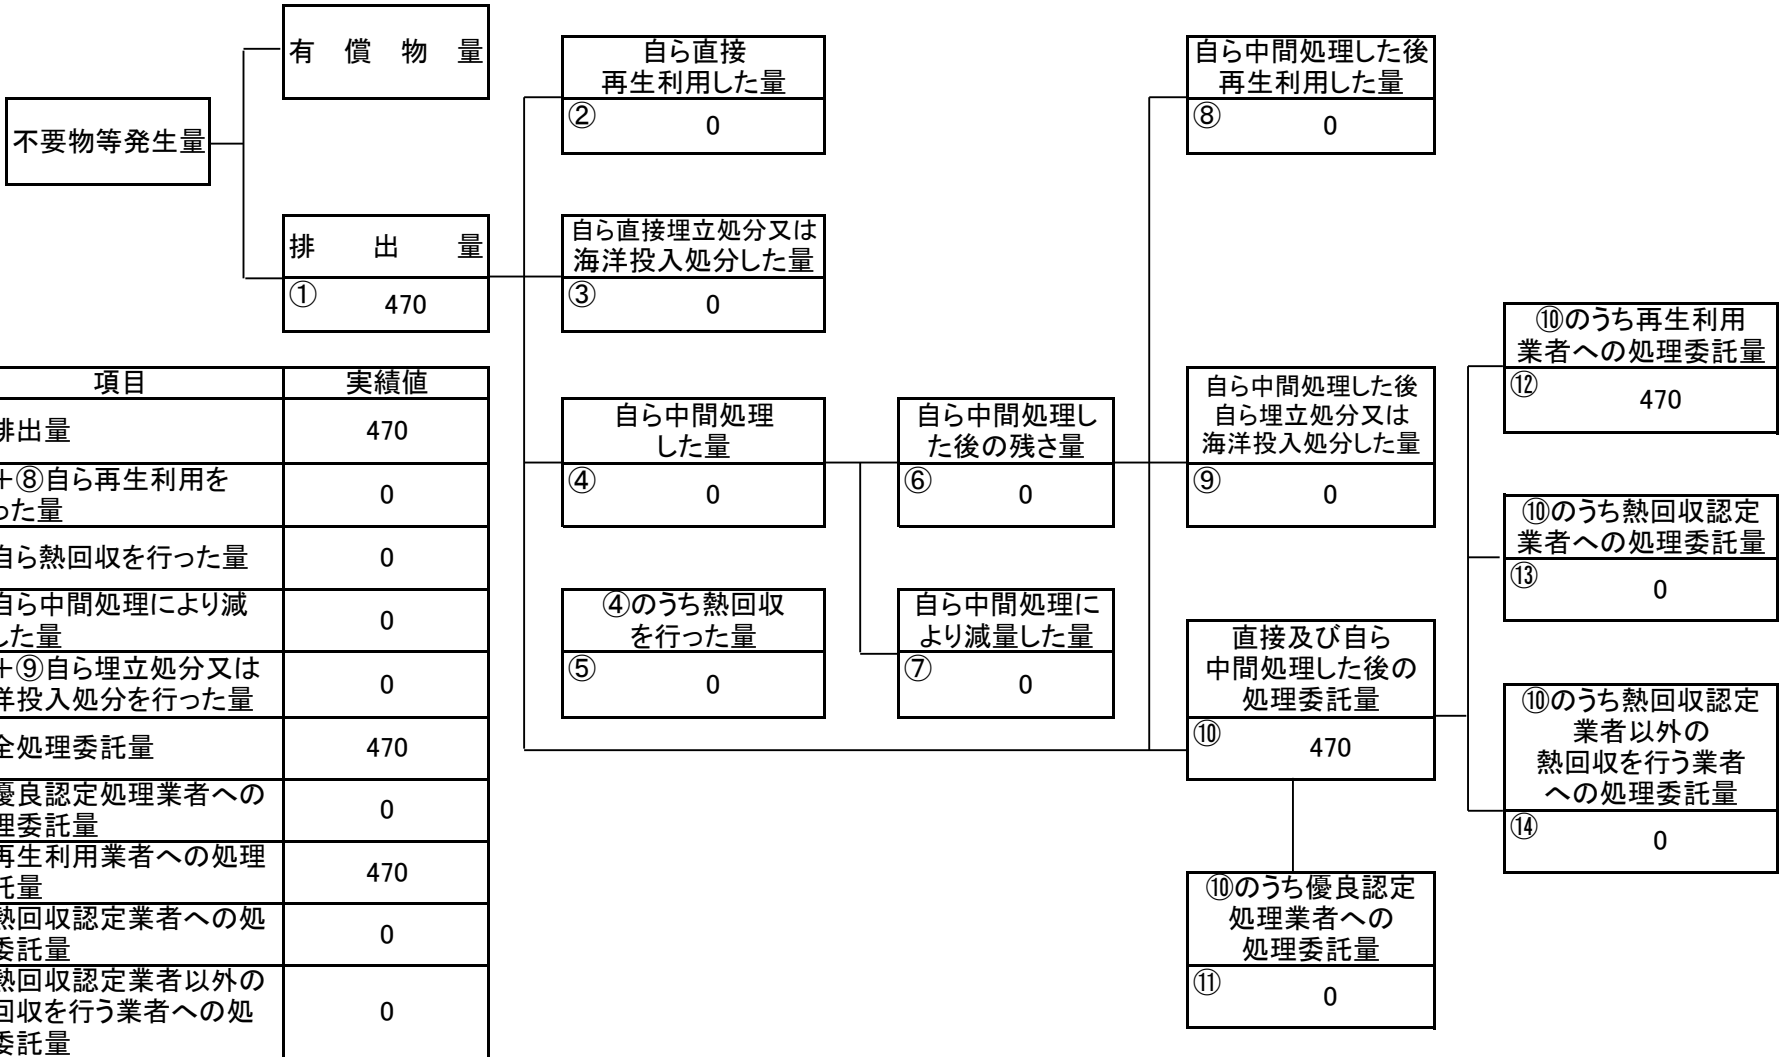 有償物量
不要物等発生量
排出量
①
470
自ら直接
再生利用した量
②
0
自ら直接埋立処分又は
海洋投入処分した量
③
0
自ら中間処理
した量
④
0
④のうち熱回収
を行った量
⑤
0
自ら中間処理し
た後の残さ量
⑥
0
自ら中間処理に
より減量した量
⑦
0
自ら中間処理した後
再生利用した量
⑧
0
自ら中間処理した後
自ら埋立処分又は
海洋投入処分した量
⑨
0
直接及び自ら
中間処理した後の
処理委託量
⑩
470
⑩のうち優良認定
処理業者への
処理委託量
⑪
0
⑩のうち再生利用
業者への処理委託量
⑫
470
⑩のうち熱回収認定
業者への処理委託量
⑬
0
⑩のうち熱回収認定
業者以外の
熱回収を行う業者
への処理委託量
⑭
0
項目 実績値
排出量 470
+⑧自ら再生利用を
った量
0
自ら熱回収を行った量 0
自ら中間処理により減
した量
0
+⑨自ら埋立処分又は
洋投入処分を行った量
0
全処理委託量 470
優良認定処理業者への
理委託量
0
再生利用業者への処理
託量
470
熱回収認定業者への処
委託量
0
熱回収認定業者以外の
回収を行う業者への処
委託量
0